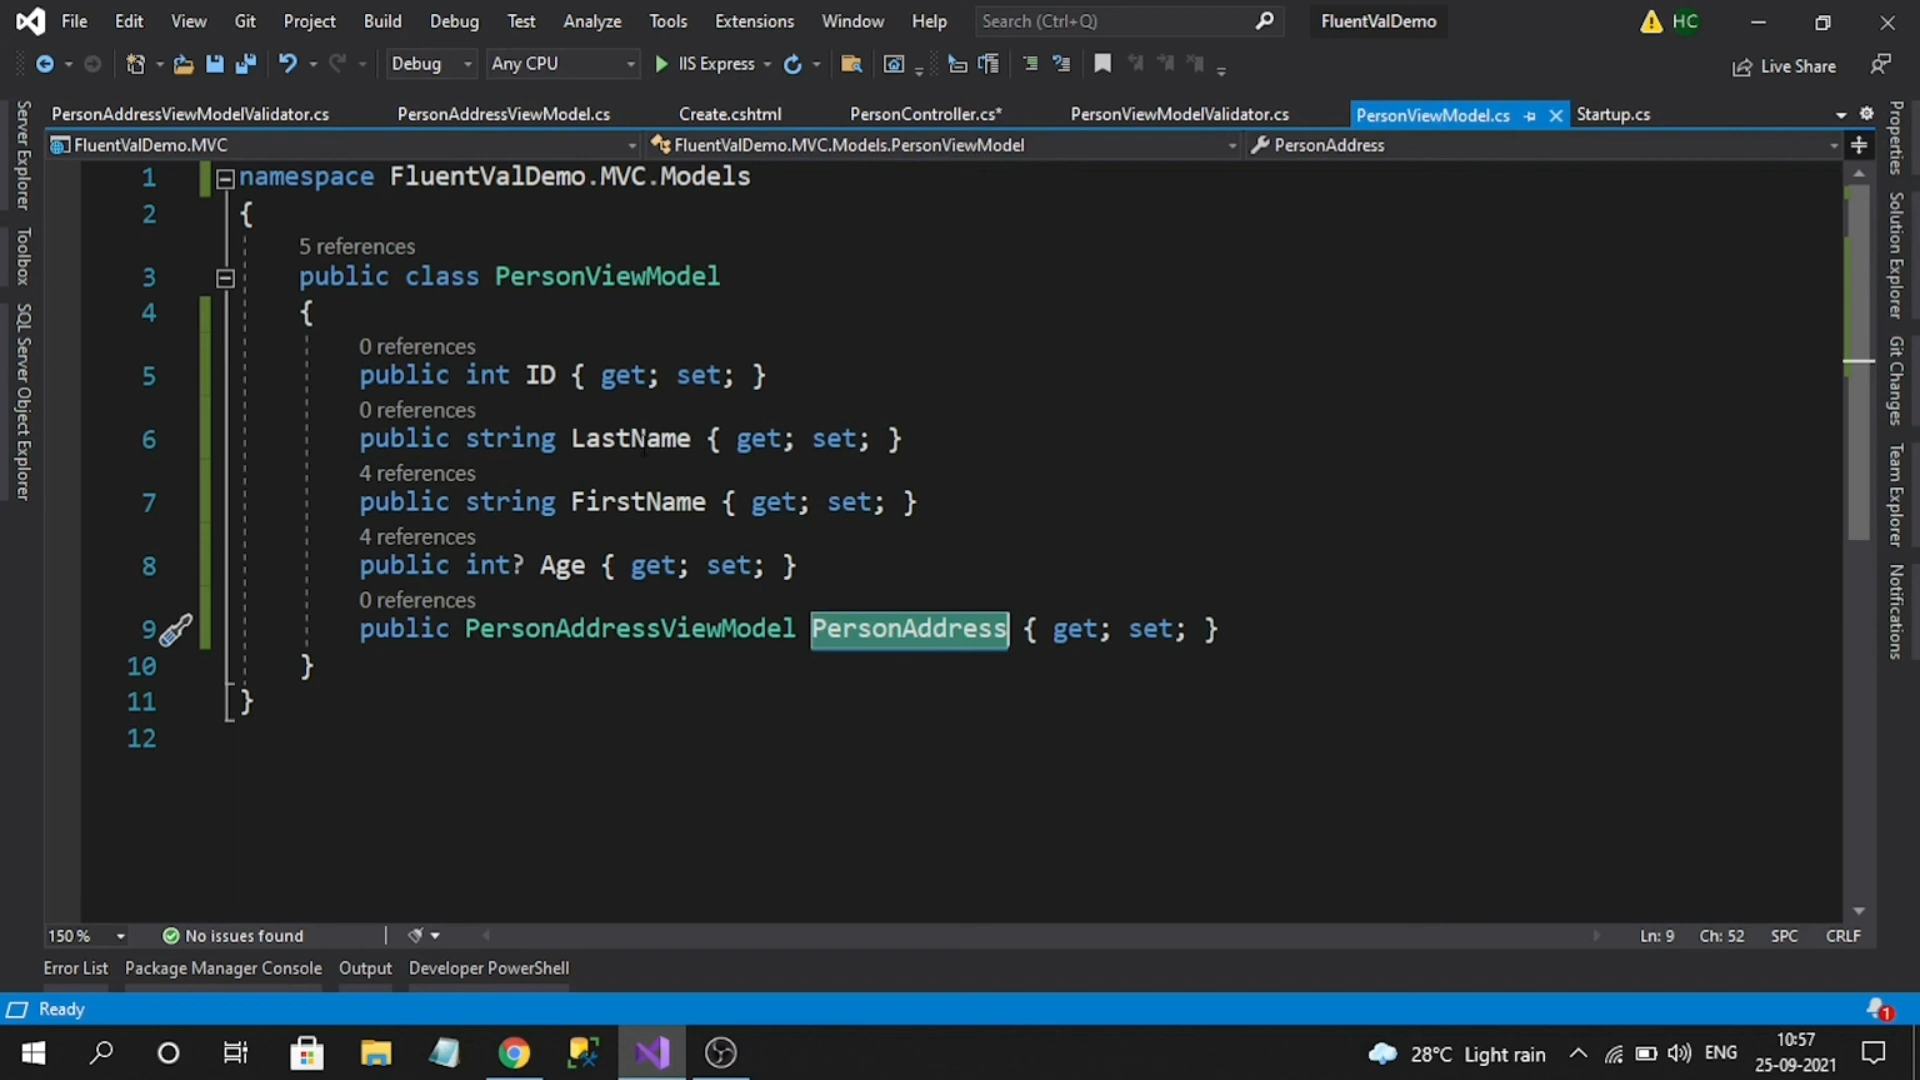 File Edit View Git Project Build Debug Test Analyze Tools Extensions Window Help Search (Ctrl+Q) FluentValDemo HC
Debug Any CPU IIS Express Live Share
PersonAddressViewModelValidator.cs PersonAddressViewModel.cs Create.cshtml PersonController.cs* PersonViewModelValidator.cs PersonViewModel.cs Startup.cs
FluentValDemo.MVC FluentValDemo.MVC.Models.PersonViewModel PersonAddress
Server Explorer
Toolbox
SQL Server Object Explorer
1 namespace FluentValDemo.MVC.Models
2 {
5 references
3 public class PersonViewModel
4 {
0 references
5 public int ID { get; set; }
0 references
6 public string LastName { get; set; }
4 references
7 public string FirstName { get; set; }
4 references
8 public int? Age { get; set; }
0 references
9 public PersonAddressViewModel PersonAddress { get; set; }
10 }
11 }
12
Properties
Solution Explorer
Git Changes
Team Explorer
Notifications
150 % No issues found Ln: 9 Ch: 52 SPC CRLF
Error List Package Manager Console Output Developer PowerShell
Ready 1
28°C Light rain ENG 10:57
25-09-2021